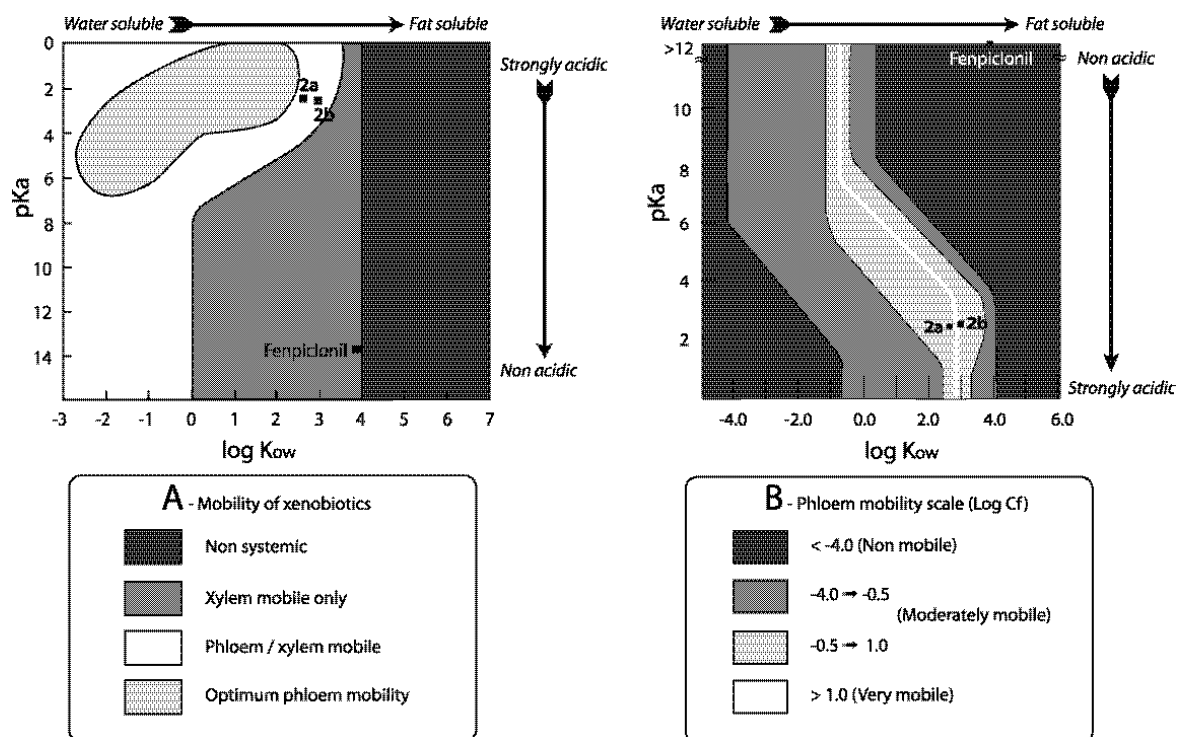 Water soluble Fat soluble
0
2
4
6
8
10
12
14
pKa
-3 -2 -1 0 1 2 3 4 5 6 7
log Kow
2a
2b
Fenpiclonil
Strongly acidic
Non acidic
A - Mobility of xenobiotics
Non systemic
Xylem mobile only
Phloem / xylem mobile
Optimum phloem mobility
Water soluble Fat soluble
>12
10
8
6
4
2
pKa
-4.0 -2.0 0.0 2.0 4.0 6.0
log Kow
Fenpiclonil
2a 2b
Non acidic
Strongly acidic
B - Phloem mobility scale (Log Cf)
< -4.0 (Non mobile)
-4.0 → -0.5
(Moderately mobile)
-0.5 → 1.0
> 1.0 (Very mobile)